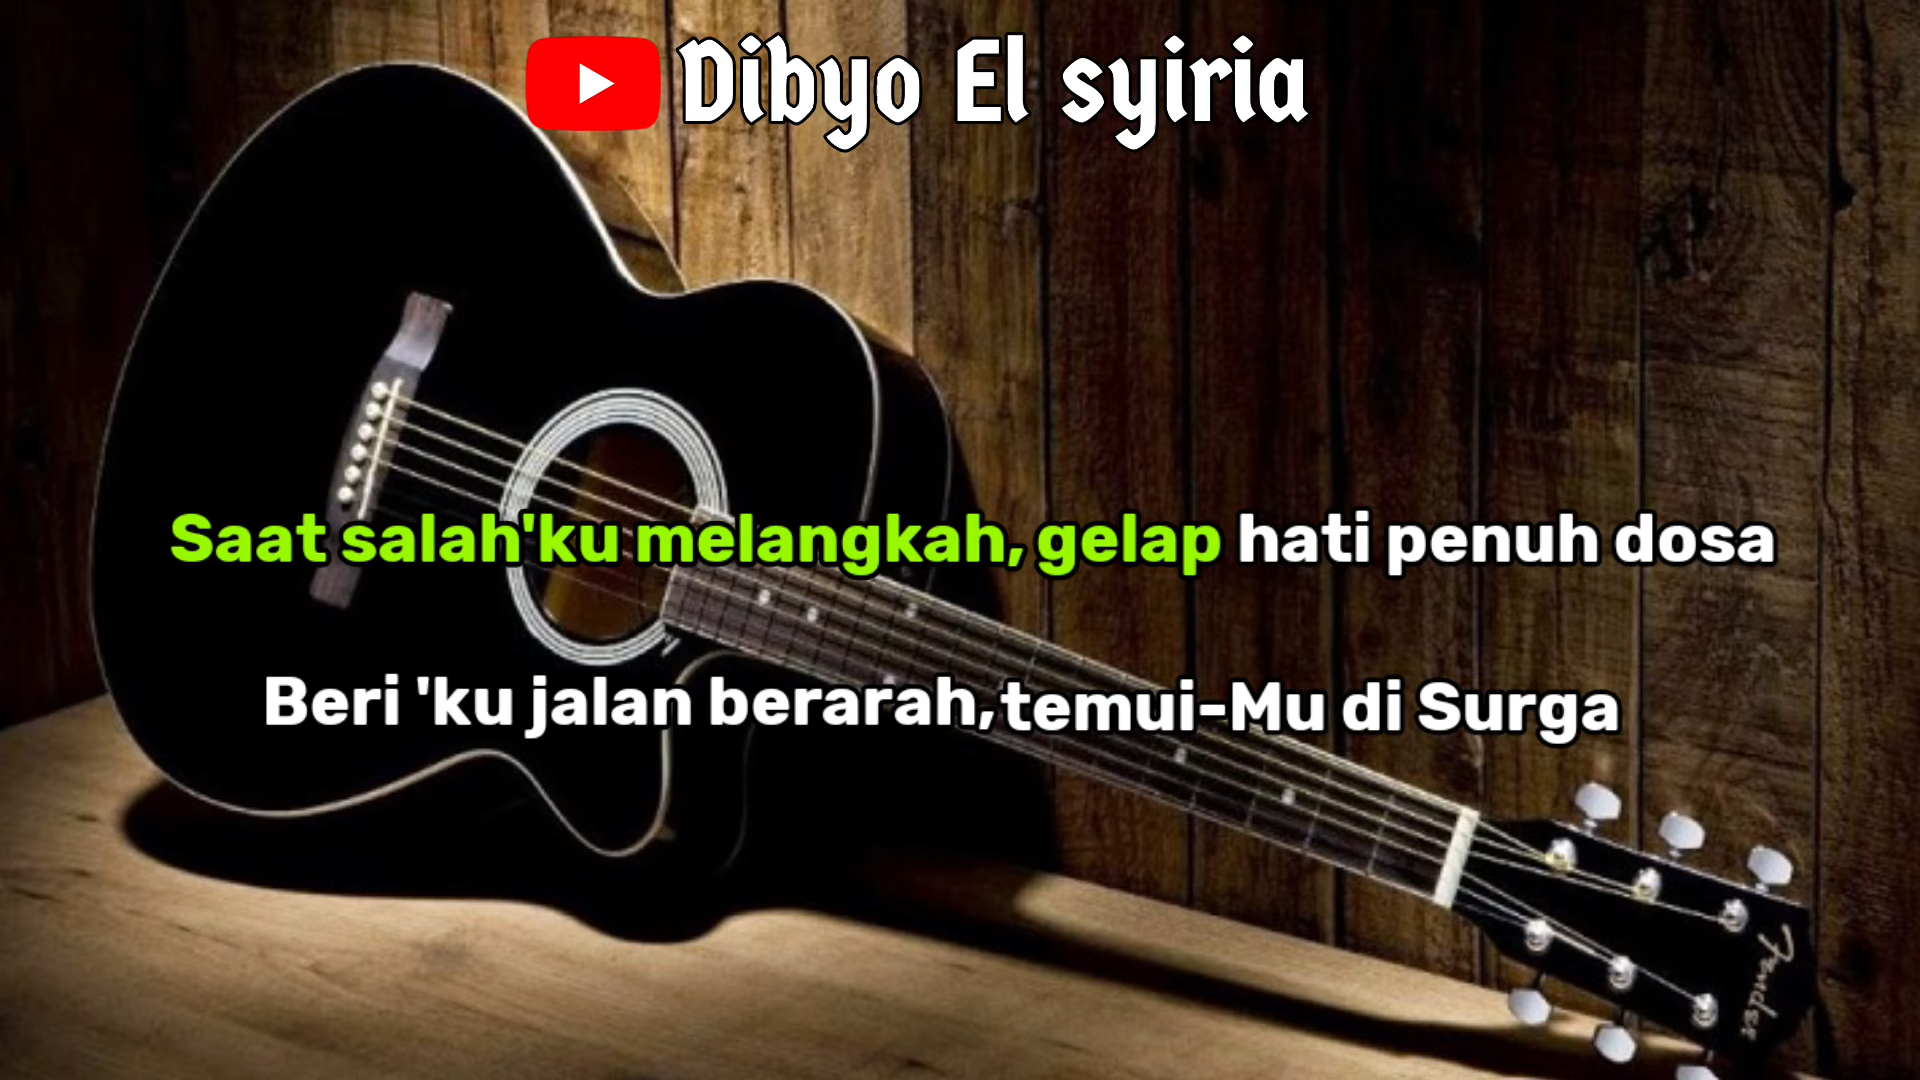 Dibyo El syiria
Saat salah'ku melangkah, gelap hati penuh dosa
Beri 'ku jalan berarah, temui-Mu di Surga
Fender